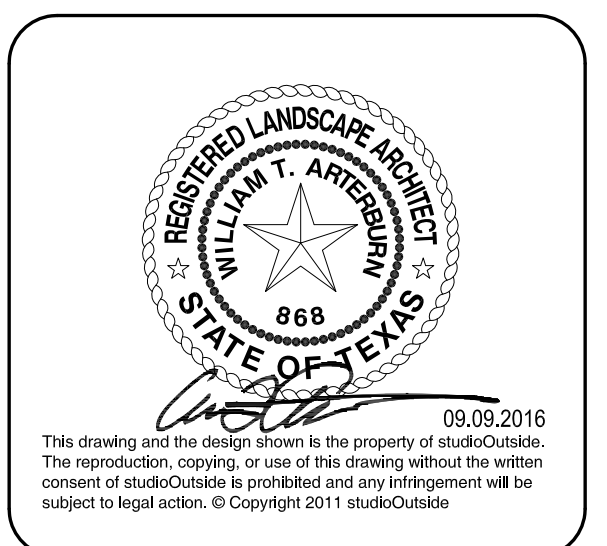 REGISTERED LANDSCAPE ARCHITECT
WILLIAM T. ARTERBURN
868
STATE OF TEXAS
09.09.2016
This drawing and the design shown is the property of studioOutside.
The reproduction, copying, or use of this drawing without the written
consent of studioOutside is prohibited and any infringement will be
subject to legal action. © Copyright 2011 studioOutside